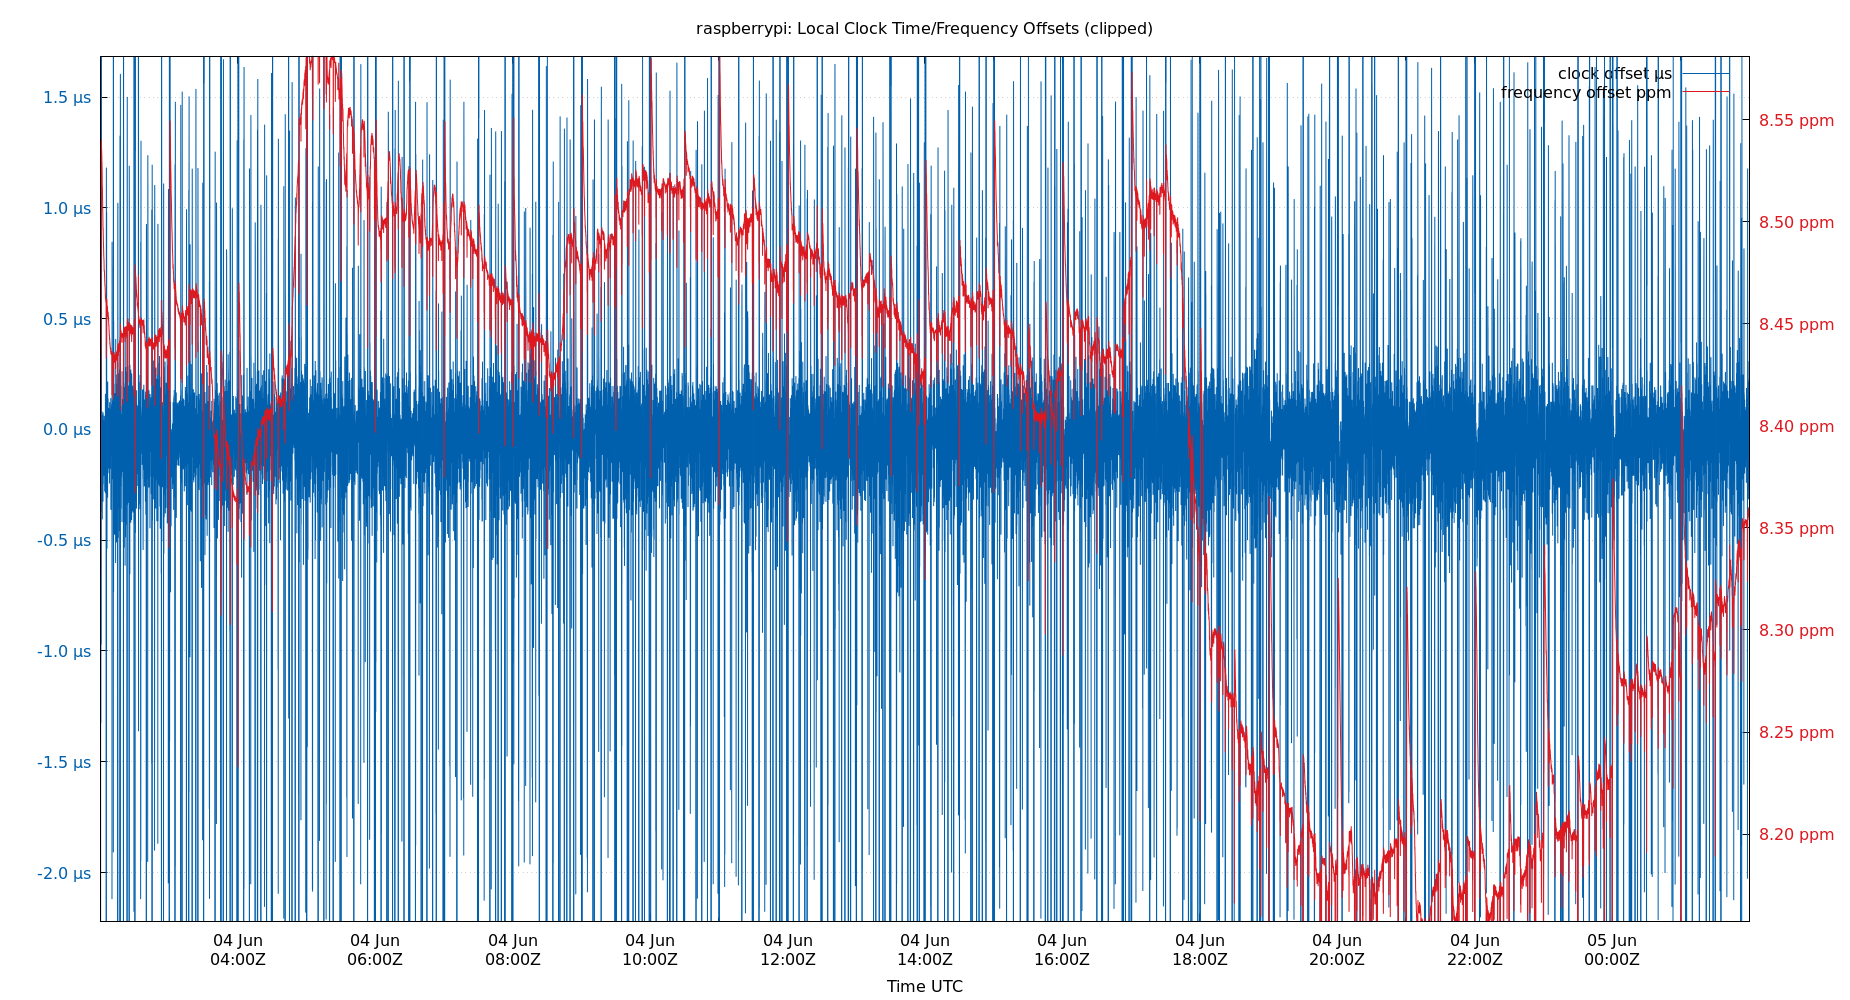 raspberrypi: Local Clock Time/Frequency Offsets (clipped)
clock offset µs
frequency offset ppm
1.5 µs
1.0 µs
0.5 µs
0.0 µs
-0.5 µs
-1.0 µs
-1.5 µs
-2.0 µs
8.55 ppm
8.50 ppm
8.45 ppm
8.40 ppm
8.35 ppm
8.30 ppm
8.25 ppm
8.20 ppm
04 Jun
04:00Z
04 Jun
06:00Z
04 Jun
08:00Z
04 Jun
10:00Z
04 Jun
12:00Z
04 Jun
14:00Z
04 Jun
16:00Z
04 Jun
18:00Z
04 Jun
20:00Z
04 Jun
22:00Z
05 Jun
00:00Z
Time UTC